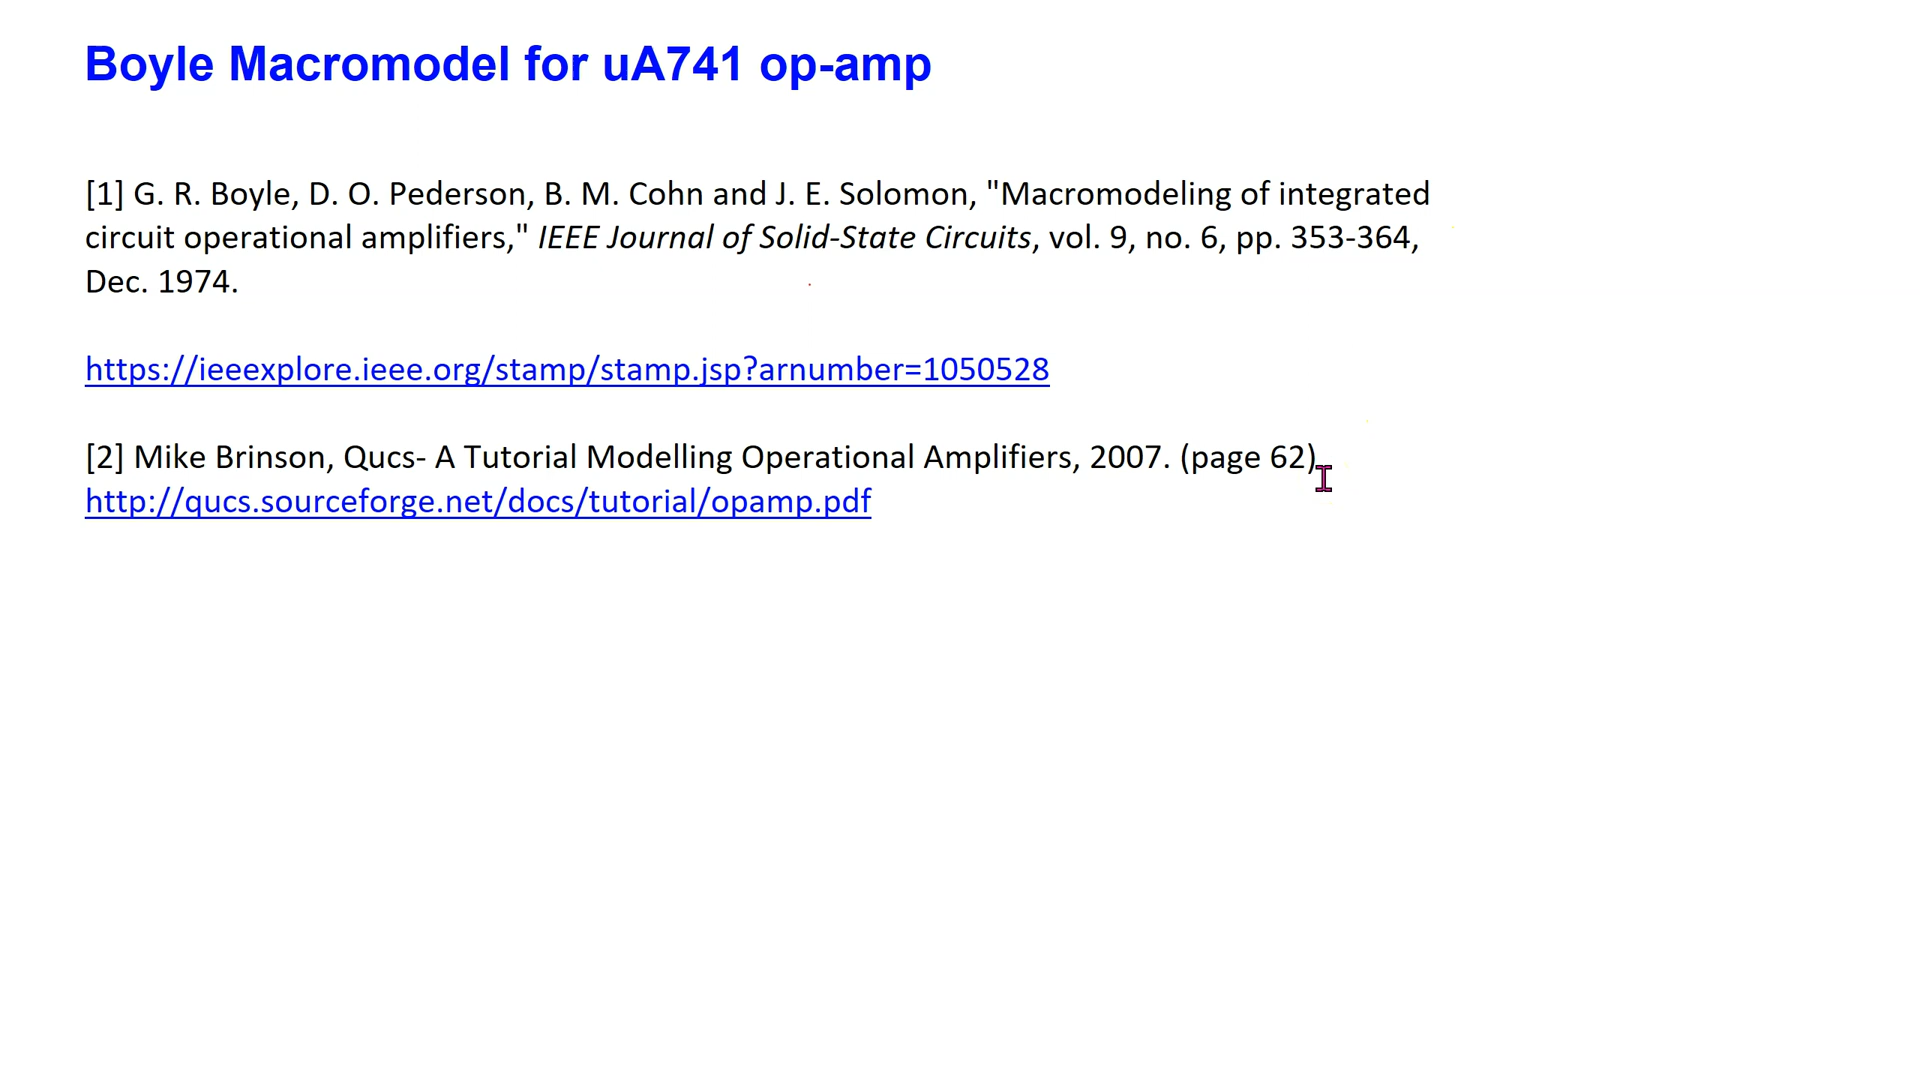 Boyle Macromodel for uA741 op-amp
[1] G. R. Boyle, D. O. Pederson, B. M. Cohn and J. E. Solomon, "Macromodeling of integrated
circuit operational amplifiers," IEEE Journal of Solid-State Circuits, vol. 9, no. 6, pp. 353-364,
Dec. 1974.
https://ieeexplore.ieee.org/stamp/stamp.jsp?arnumber=1050528
[2] Mike Brinson, Qucs- A Tutorial Modelling Operational Amplifiers, 2007. (page 62)
http://qucs.sourceforge.net/docs/tutorial/opamp.pdf